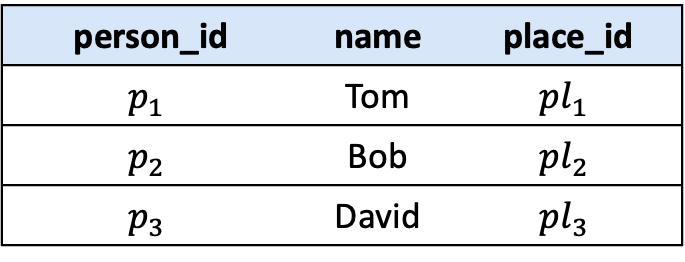 person_id name place_id
p₁ Tom pl₁
p₂ Bob pl₂
p₃ David pl₃